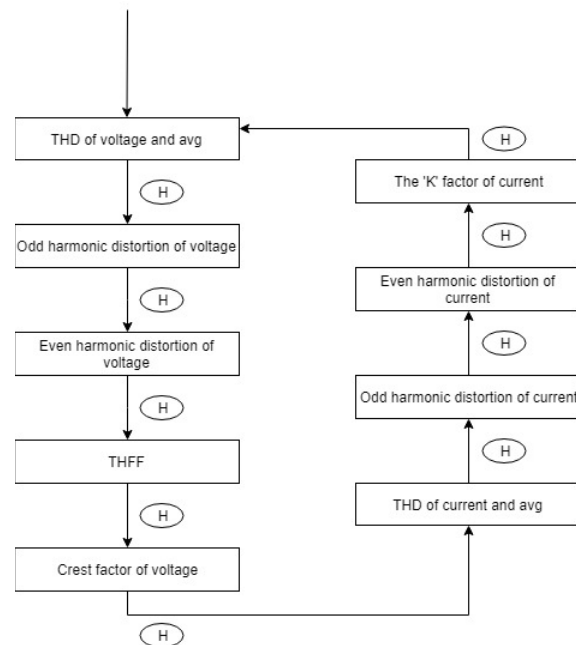 THD of voltage and avg
H
Odd harmonic distortion of voltage
H
Even harmonic distortion of
voltage
H
THFF
H
Crest factor of voltage
H
THD of current and avg
H
Odd harmonic distortion of current
H
Even harmonic distortion of
current
H
The 'K' factor of current
H